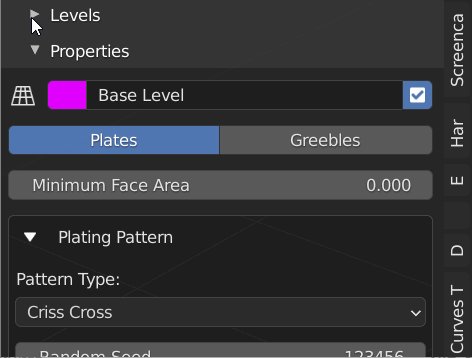 Levels
Properties
Base Level
Plates
Greebles
Minimum Face Area 0.000
Plating Pattern
Pattern Type:
Criss Cross
Random Seed 123456
Screenca
Har
E
D
Curves T